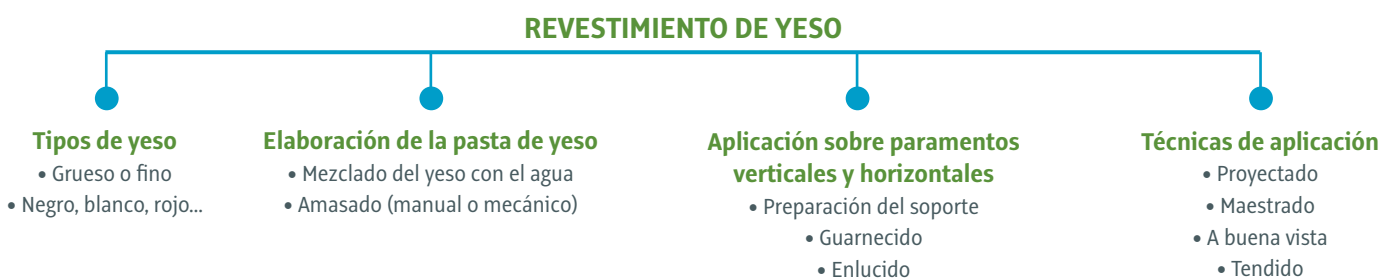 REVESTIMIENTO DE YESO
Tipos de yeso
• Grueso o fino
• Negro, blanco, rojo...
Elaboración de la pasta de yeso
• Mezclado del yeso con el agua
• Amasado (manual o mecánico)
Aplicación sobre paramentos
verticales y horizontales
• Preparación del soporte
• Guarnecido
• Enlucido
Técnicas de aplicación
• Proyectado
• Maestrado
• A buena vista
• Tendido